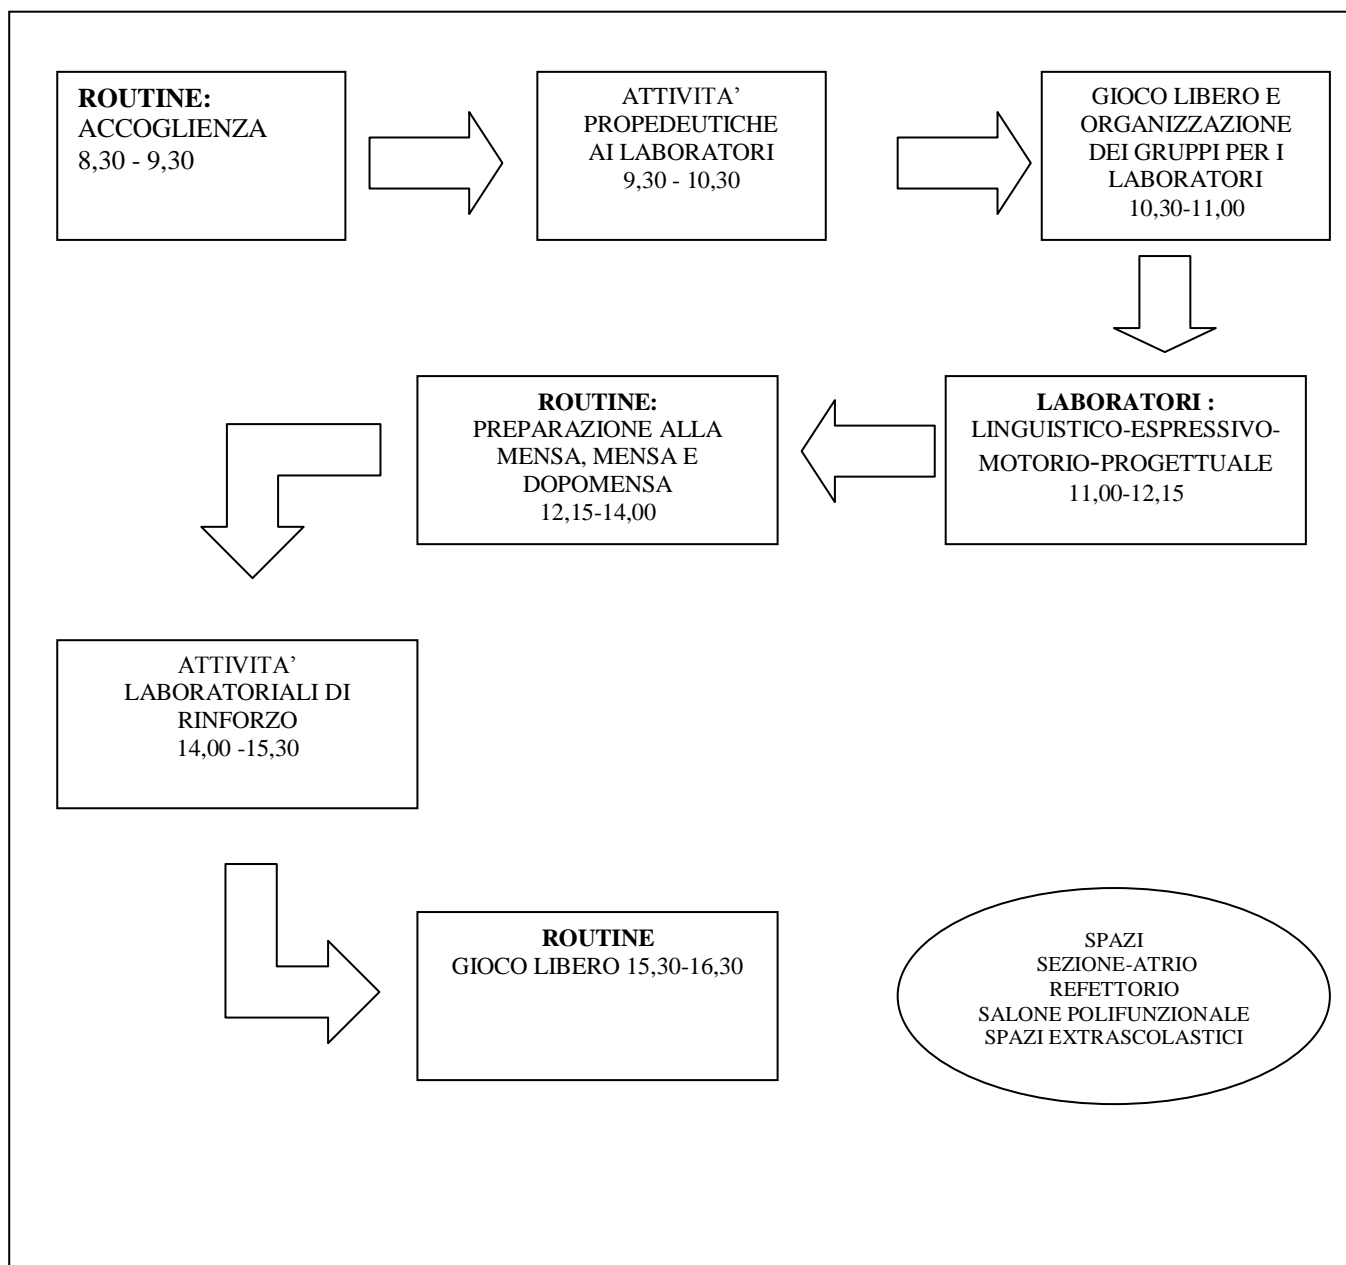 ROUTINE:
ACCOGLIENZA
8,30 - 9,30
ATTIVITA’
PROPEDEUTICHE
AI LABORATORI
9,30 - 10,30
GIOCO LIBERO E
ORGANIZZAZIONE
DEI GRUPPI PER I
LABORATORI
10,30-11,00
LABORATORI :
LINGUISTICO-ESPRESSIVO-
MOTORIO-PROGETTUALE
11,00-12,15
ROUTINE:
PREPARAZIONE ALLA
MENSA, MENSA E
DOPOMENSA
12,15-14,00
ATTIVITA’
LABORATORIALI DI
RINFORZO
14,00 -15,30
ROUTINE
GIOCO LIBERO 15,30-16,30
SPAZI
SEZIONE-ATRIO
REFETTORIO
SALONE POLIFUNZIONALE
SPAZI EXTRASCOLASTICI